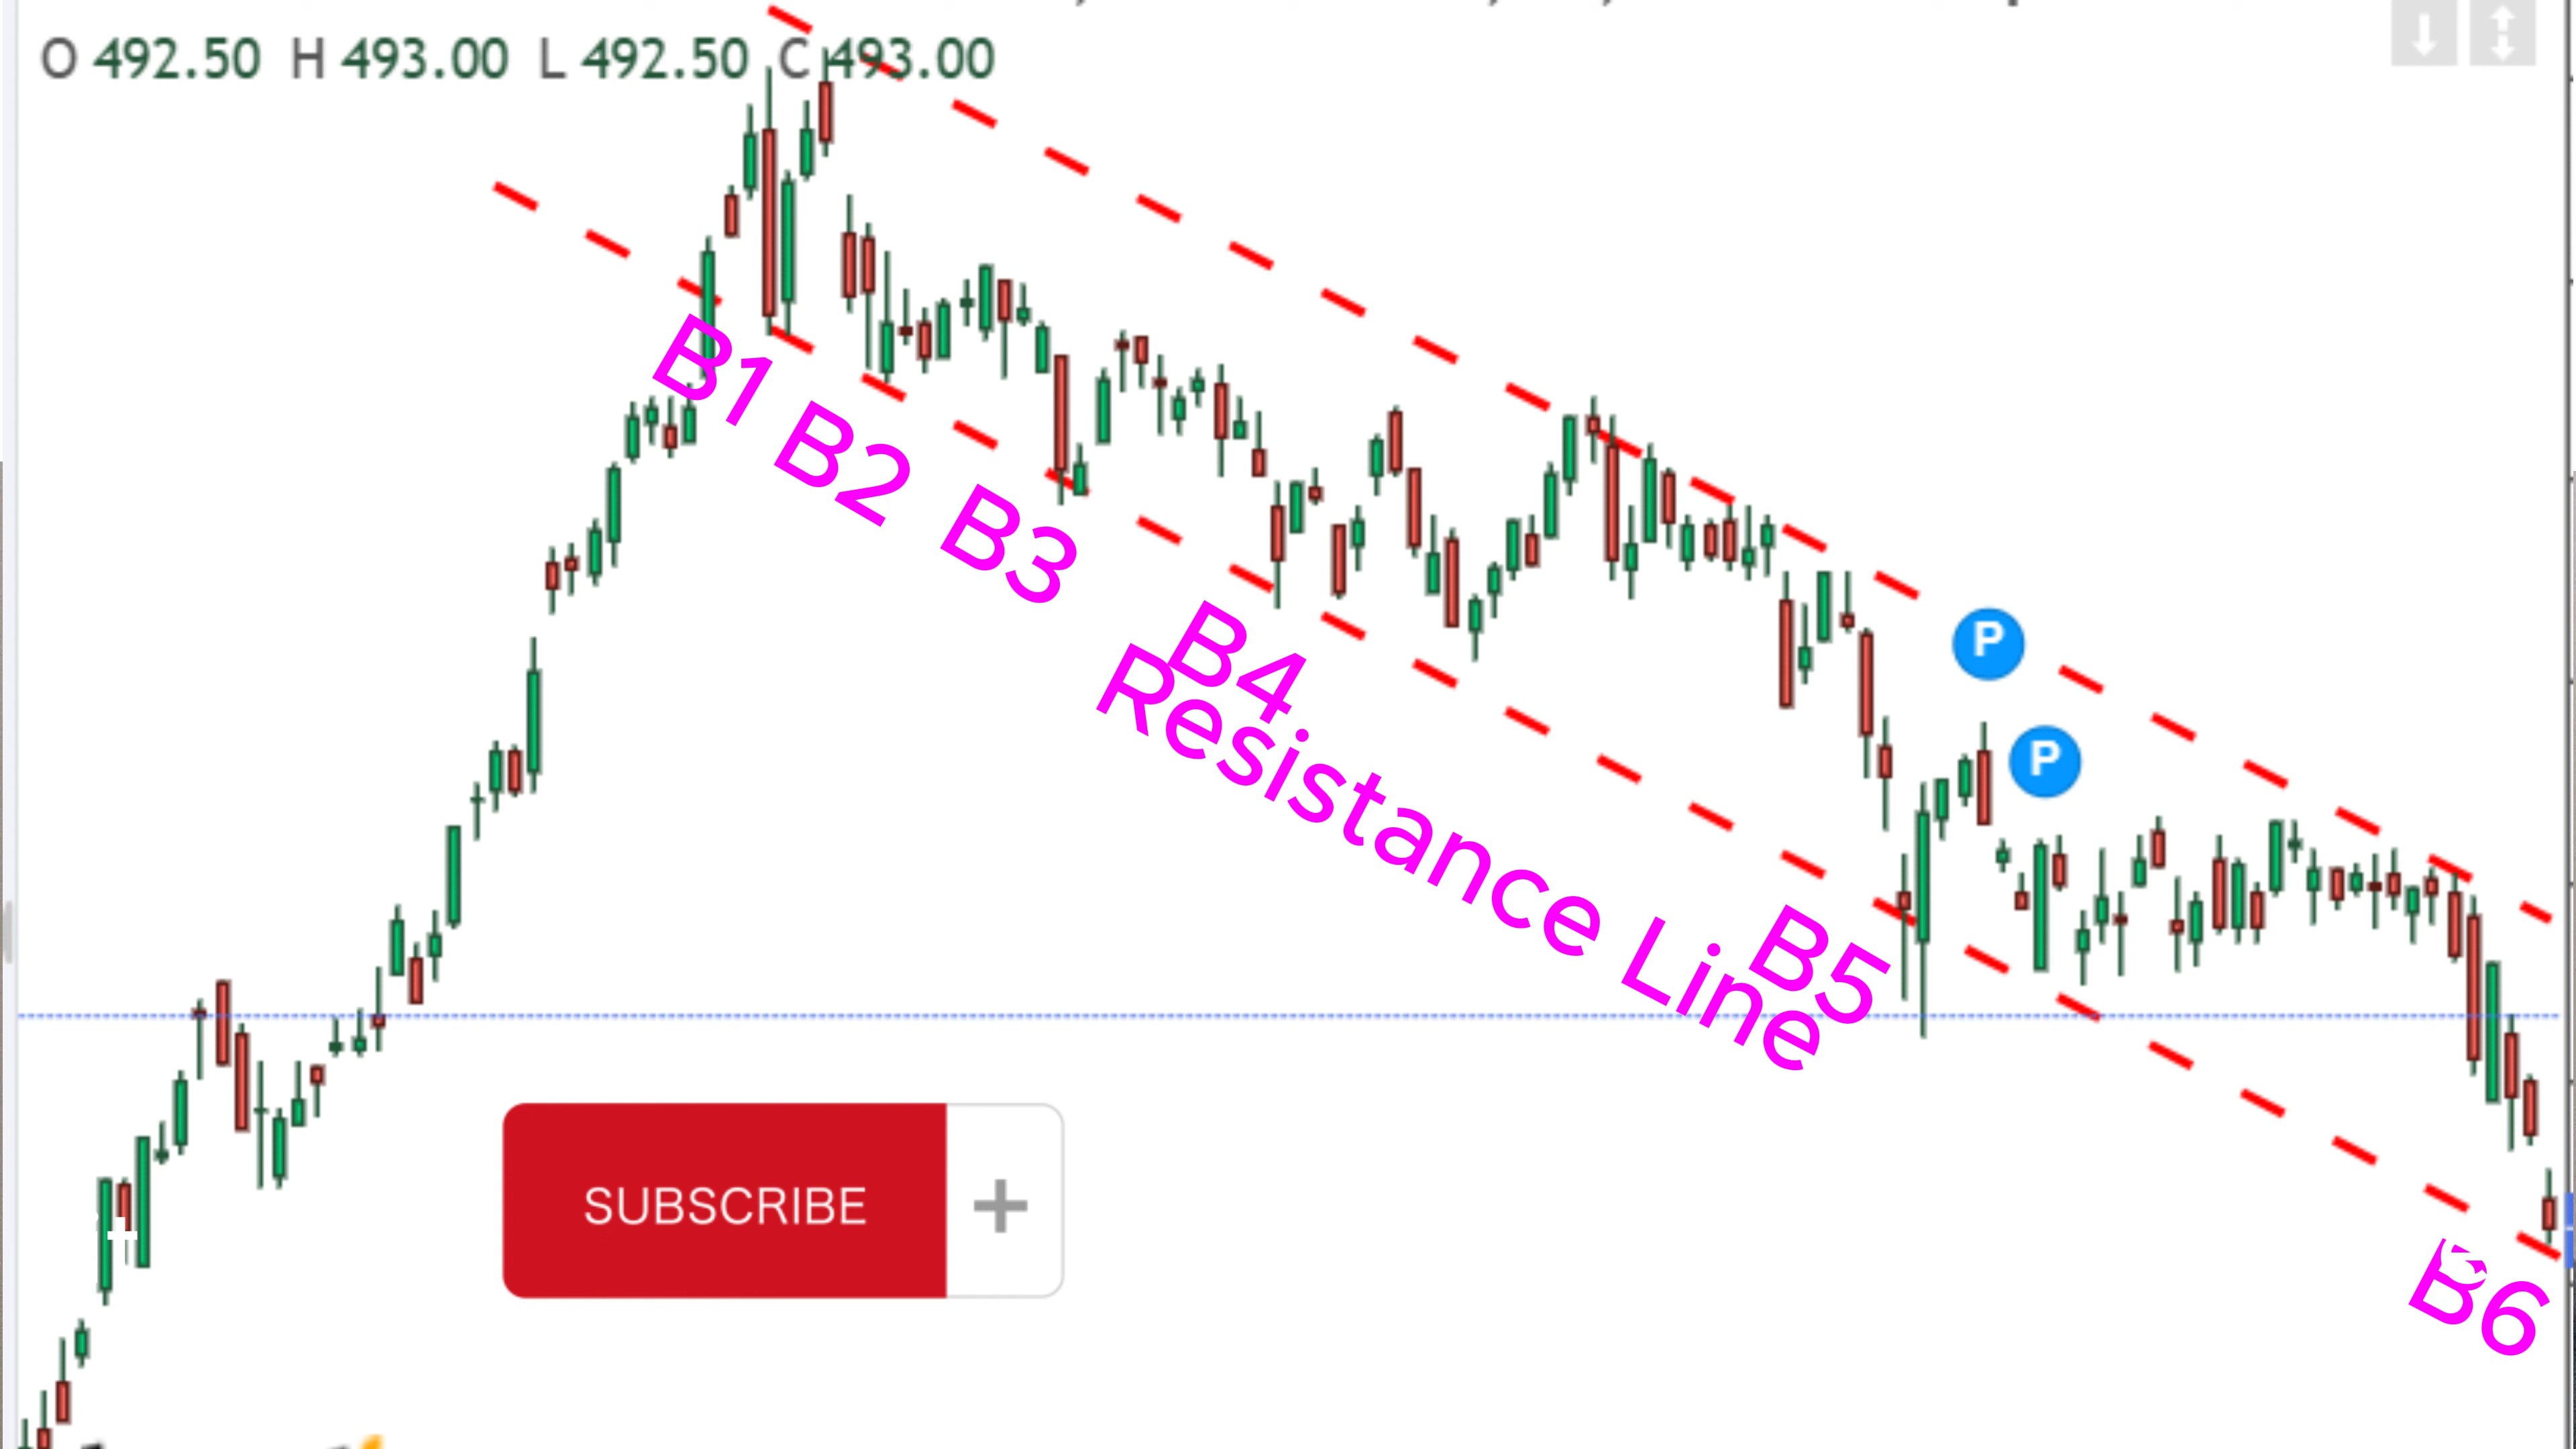 O 492.50 H 493.00 L 492.50 C 493.00
B1 B2 B3
B4
Resistance Line
B5
P
P
SUBSCRIBE +
B6